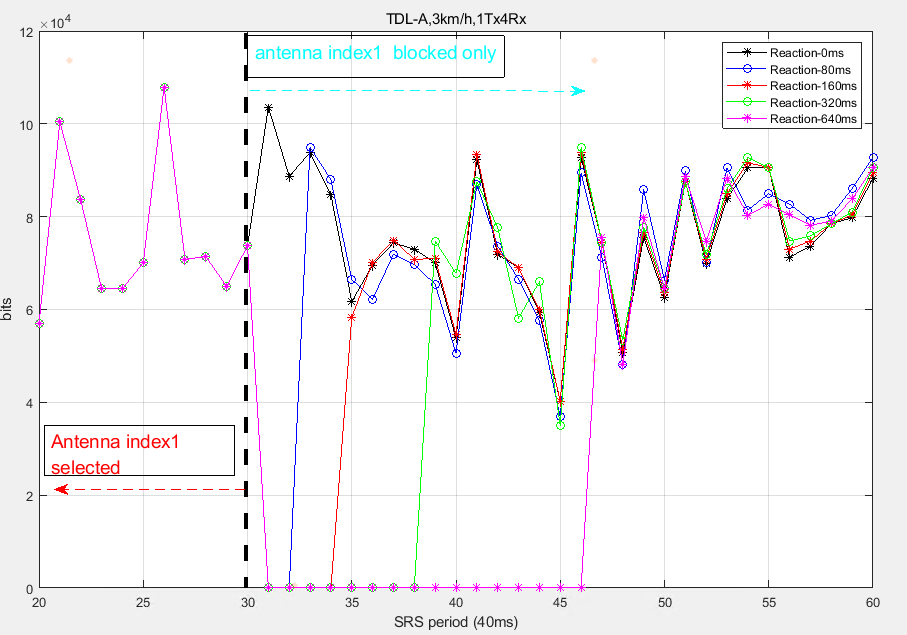 TDL-A,3km/h,1Tx4Rx
×10⁴
12
10
8
6
4
2
0
bits
antenna index1 blocked only
Reaction-0ms
Reaction-80ms
Reaction-160ms
Reaction-320ms
Reaction-640ms
Antenna index1
selected
20 25 30 35 40 45 50 55 60
SRS period (40ms)